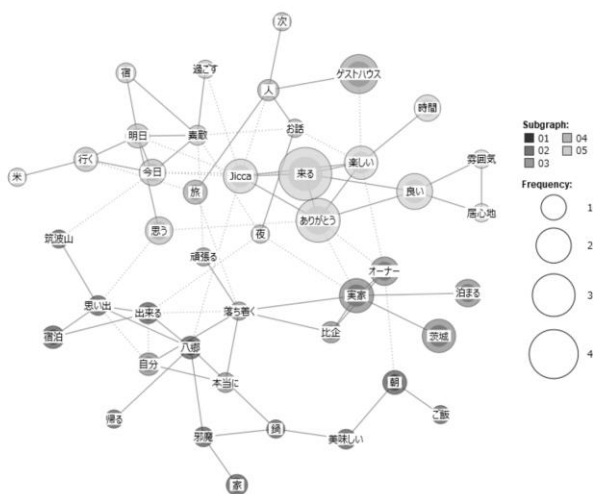 次
宿
過ごす
人
ゲストハウス
Subgraph:
01
04
02
05
03
Frequency:
1
2
3
4
時間
明日
素敵
お話
行く
今日
Jicca
来る
楽しい
雰囲気
米
旅
良い
居心地
思う
ありがとう
夜
筑波山
頑張る
オーナー
思い出
出来る
落ち着く
実家
泊まる
宿泊
八郷
比企
茨城
自分
本当に
朝
帰る
邪魔
鍋
美味しい
ご飯
家